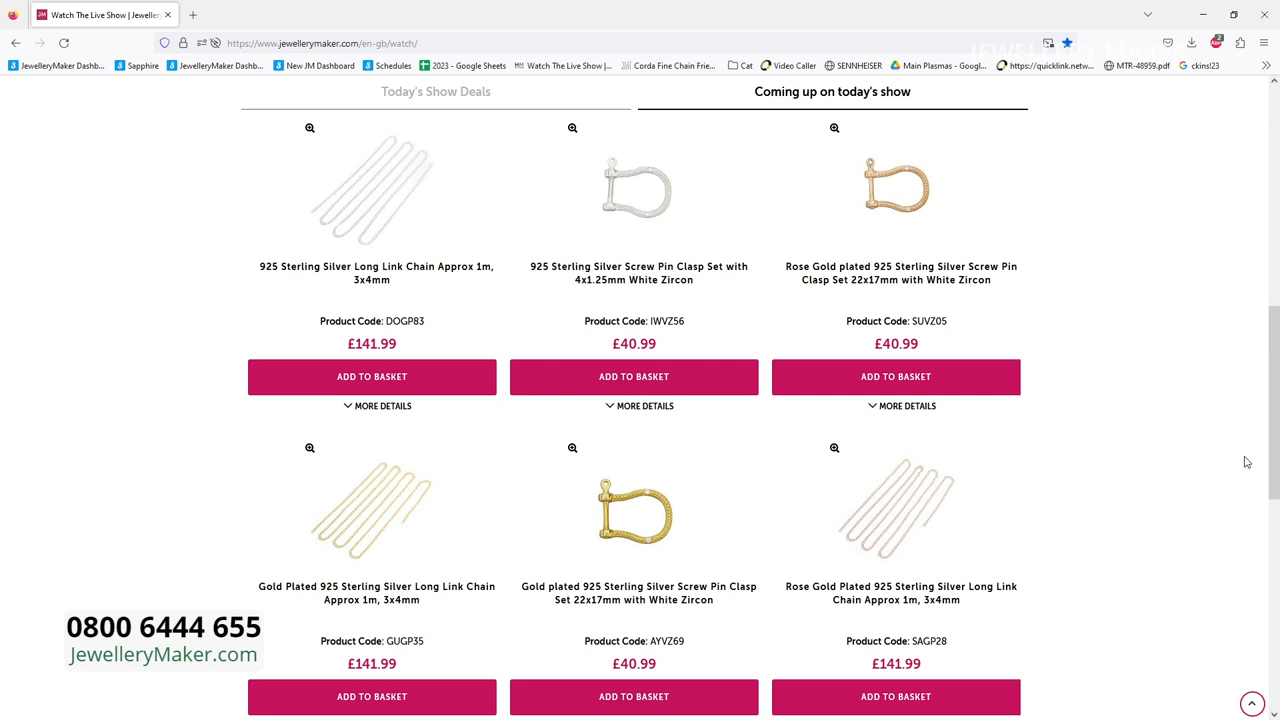 Watch The Live Show | Jeweller
https://www.jewellerymaker.com/en-gb/watch/
JEWELLERY MAKER
JewelleryMaker Dashb...
Sapphire
JewelleryMaker Dashb...
New JM Dashboard
Schedules
2023 - Google Sheets
Watch The Live Show |...
Corda Fine Chain Frie...
Cat
Video Caller
SENNHEISER
Main Plasmas - Googl...
https://quicklink.netw...
MTR-48959.pdf
ckins!23
Today's Show Deals
Coming up on today's show
925 Sterling Silver Long Link Chain Approx 1m,
3x4mm
Product Code: DOGP83
£141.99
ADD TO BASKET
MORE DETAILS
925 Sterling Silver Screw Pin Clasp Set with
4x1.25mm White Zircon
Product Code: IWVZ56
£40.99
ADD TO BASKET
MORE DETAILS
Rose Gold plated 925 Sterling Silver Screw Pin
Clasp Set 22x17mm with White Zircon
Product Code: SUVZ05
£40.99
ADD TO BASKET
MORE DETAILS
Gold Plated 925 Sterling Silver Long Link Chain
Approx 1m, 3x4mm
Product Code: GUGP35
£141.99
ADD TO BASKET
Gold plated 925 Sterling Silver Screw Pin Clasp
Set 22x17mm with White Zircon
Product Code: AYVZ69
£40.99
ADD TO BASKET
Rose Gold Plated 925 Sterling Silver Long Link
Chain Approx 1m, 3x4mm
Product Code: SAGP28
£141.99
ADD TO BASKET
0800 6444 655
JewelleryMaker.com